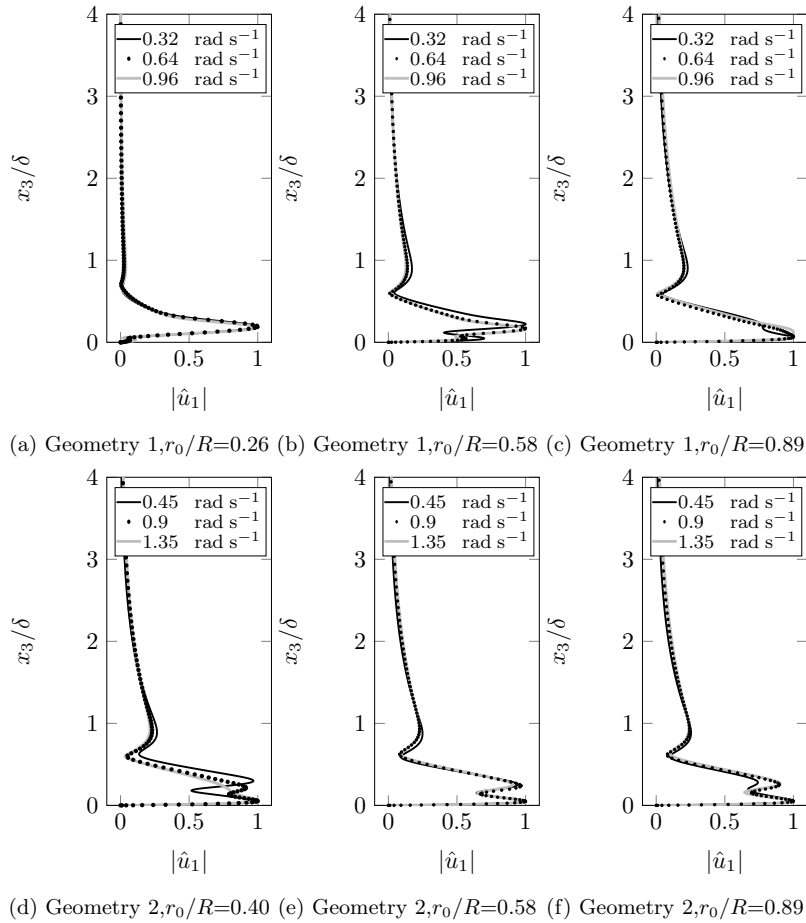 4
3
2
1
0
x₃/δ
0.32 rad s⁻¹
0.64 rad s⁻¹
0.96 rad s⁻¹
0 0.5 1
|û₁|
(a) Geometry 1,r₀/R=0.26
4
3
2
1
0
x₃/δ
0.32 rad s⁻¹
0.64 rad s⁻¹
0.96 rad s⁻¹
0 0.5 1
|û₁|
(b) Geometry 1,r₀/R=0.58
4
3
2
1
0
x₃/δ
0.32 rad s⁻¹
0.64 rad s⁻¹
0.96 rad s⁻¹
0 0.5 1
|û₁|
(c) Geometry 1,r₀/R=0.89
4
3
2
1
0
x₃/δ
0.45 rad s⁻¹
0.9 rad s⁻¹
1.35 rad s⁻¹
0 0.5 1
|û₁|
(d) Geometry 2,r₀/R=0.40
4
3
2
1
0
x₃/δ
0.45 rad s⁻¹
0.9 rad s⁻¹
1.35 rad s⁻¹
0 0.5 1
|û₁|
(e) Geometry 2,r₀/R=0.58
4
3
2
1
0
x₃/δ
0.45 rad s⁻¹
0.9 rad s⁻¹
1.35 rad s⁻¹
0 0.5 1
|û₁|
(f) Geometry 2,r₀/R=0.89